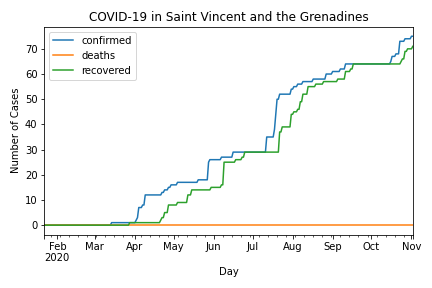 COVID-19 in Saint Vincent and the Grenadines
confirmed
deaths
recovered
Number of Cases
70
60
50
40
30
20
10
0
Feb Mar Apr May Jun Jul Aug Sep Oct Nov
2020
Day